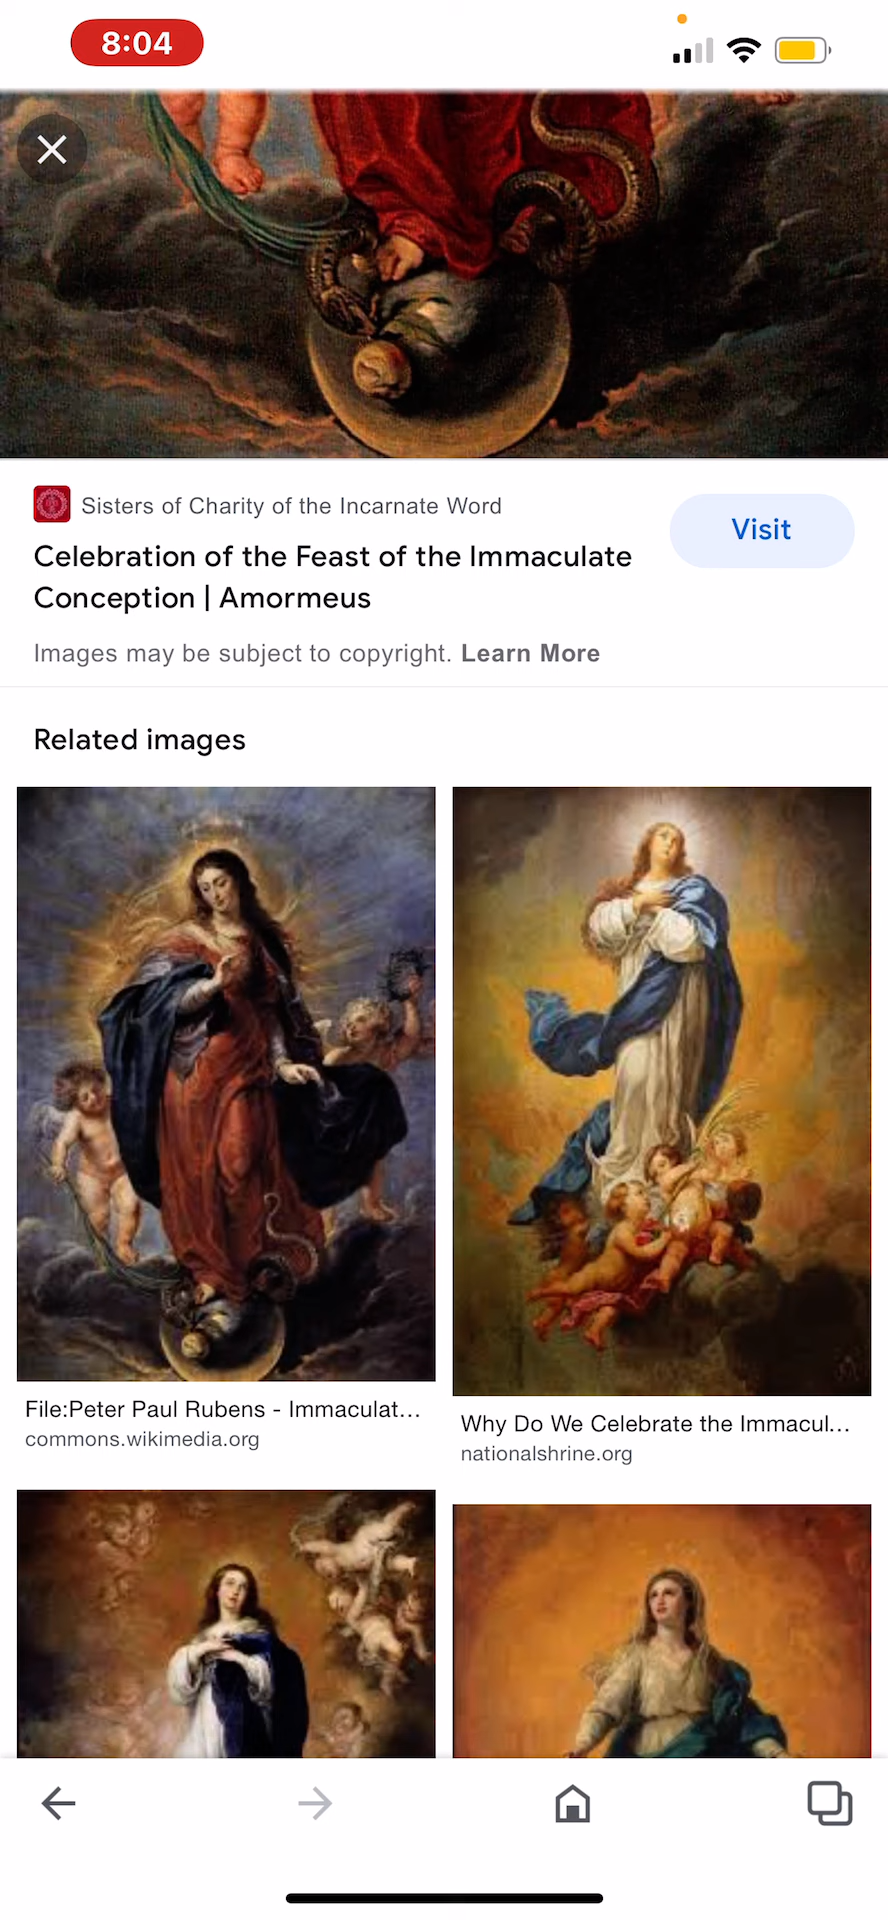 8:04
Sisters of Charity of the Incarnate Word
Visit
Celebration of the Feast of the Immaculate
Conception | Amormeus
Images may be subject to copyright. Learn More
Related images
File:Peter Paul Rubens - Immaculat...
commons.wikimedia.org
Why Do We Celebrate the Immacul...
nationalshrine.org